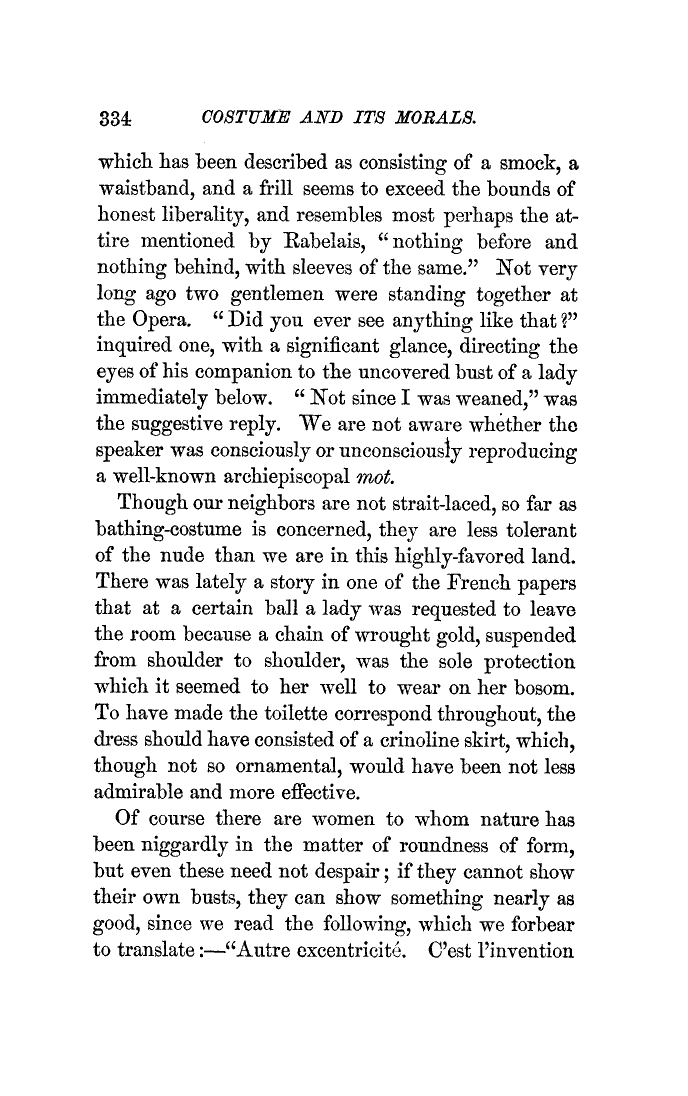 334 COSTUME AND ITS MORALS.
which has been described as consisting of a smock, a
waistband, and a frill seems to exceed the bounds of
honest liberality, and resembles most perhaps the at-
tire mentioned by Rabelais, “nothing before and
nothing behind, with sleeves of the same.” Not very
long ago two gentlemen were standing together at
the Opera. “Did you ever see anything like that?”
inquired one, with a significant glance, directing the
eyes of his companion to the uncovered bust of a lady
immediately below. “Not since I was weaned,” was
the suggestive reply. We are not aware whether the
speaker was consciously or unconsciously reproducing
a well-known archiepiscopal mot.
Though our neighbors are not strait-laced, so far as
bathing-costume is concerned, they are less tolerant
of the nude than we are in this highly-favored land.
There was lately a story in one of the French papers
that at a certain ball a lady was requested to leave
the room because a chain of wrought gold, suspended
from shoulder to shoulder, was the sole protection
which it seemed to her well to wear on her bosom.
To have made the toilette correspond throughout, the
dress should have consisted of a crinoline skirt, which,
though not so ornamental, would have been not less
admirable and more effective.
Of course there are women to whom nature has
been niggardly in the matter of roundness of form,
but even these need not despair; if they cannot show
their own busts, they can show something nearly as
good, since we read the following, which we forbear
to translate:—“Autre excentricité. C’est l’invention